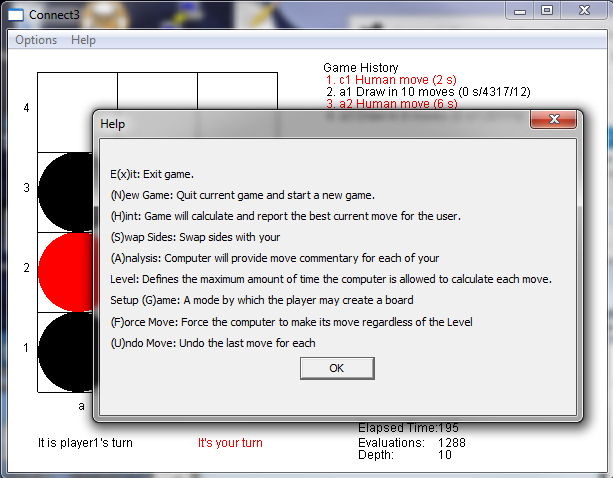 Connect3
Options Help
Game History
1. c1 Human move (2 s)
2. a1 Draw in 10 moves (0 s/4317/12)
3. a2 Human move (6 s)
4
3
2
1
a
Help
E(x)it: Exit game.
(N)ew Game: Quit current game and start a new game.
(H)int: Game will calculate and report the best current move for the user.
(S)wap Sides: Swap sides with your
(A)nalysis: Computer will provide move commentary for each of your
Level: Defines the maximum amount of time the computer is allowed to calculate each move.
Setup (G)ame: A mode by which the player may create a board
(F)orce Move: Force the computer to make its move regardless of the Level
(U)ndo Move: Undo the last move for each
OK
Elapsed Time:195
It is player1's turn It's your turn Evaluations: 1288
Depth: 10